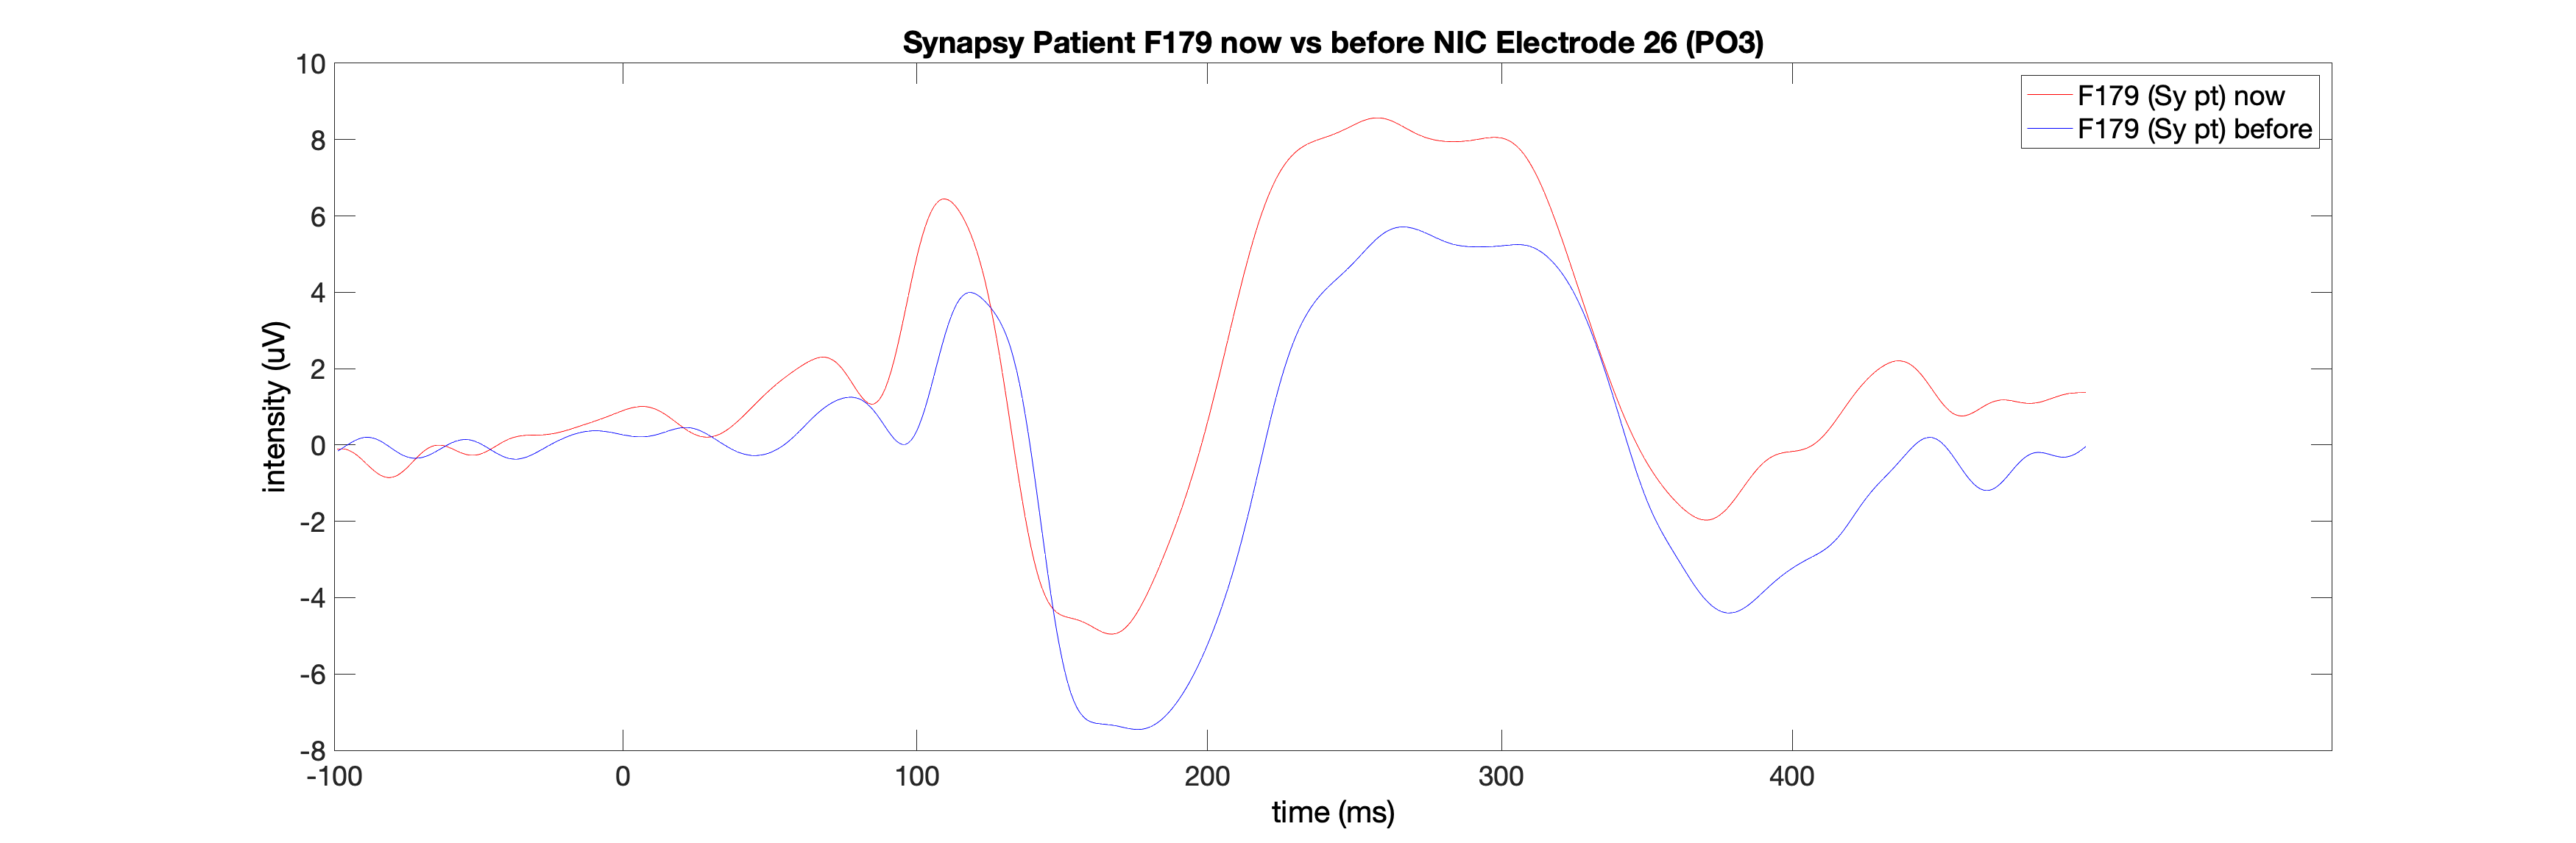 Synapsy Patient F179 now vs before NIC Electrode 26 (PO3)
10
8
6
4
2
0
-2
-4
-6
-8
intensity (uV)
F179 (Sy pt) now
F179 (Sy pt) before
-100 0 100 200 300 400
time (ms)